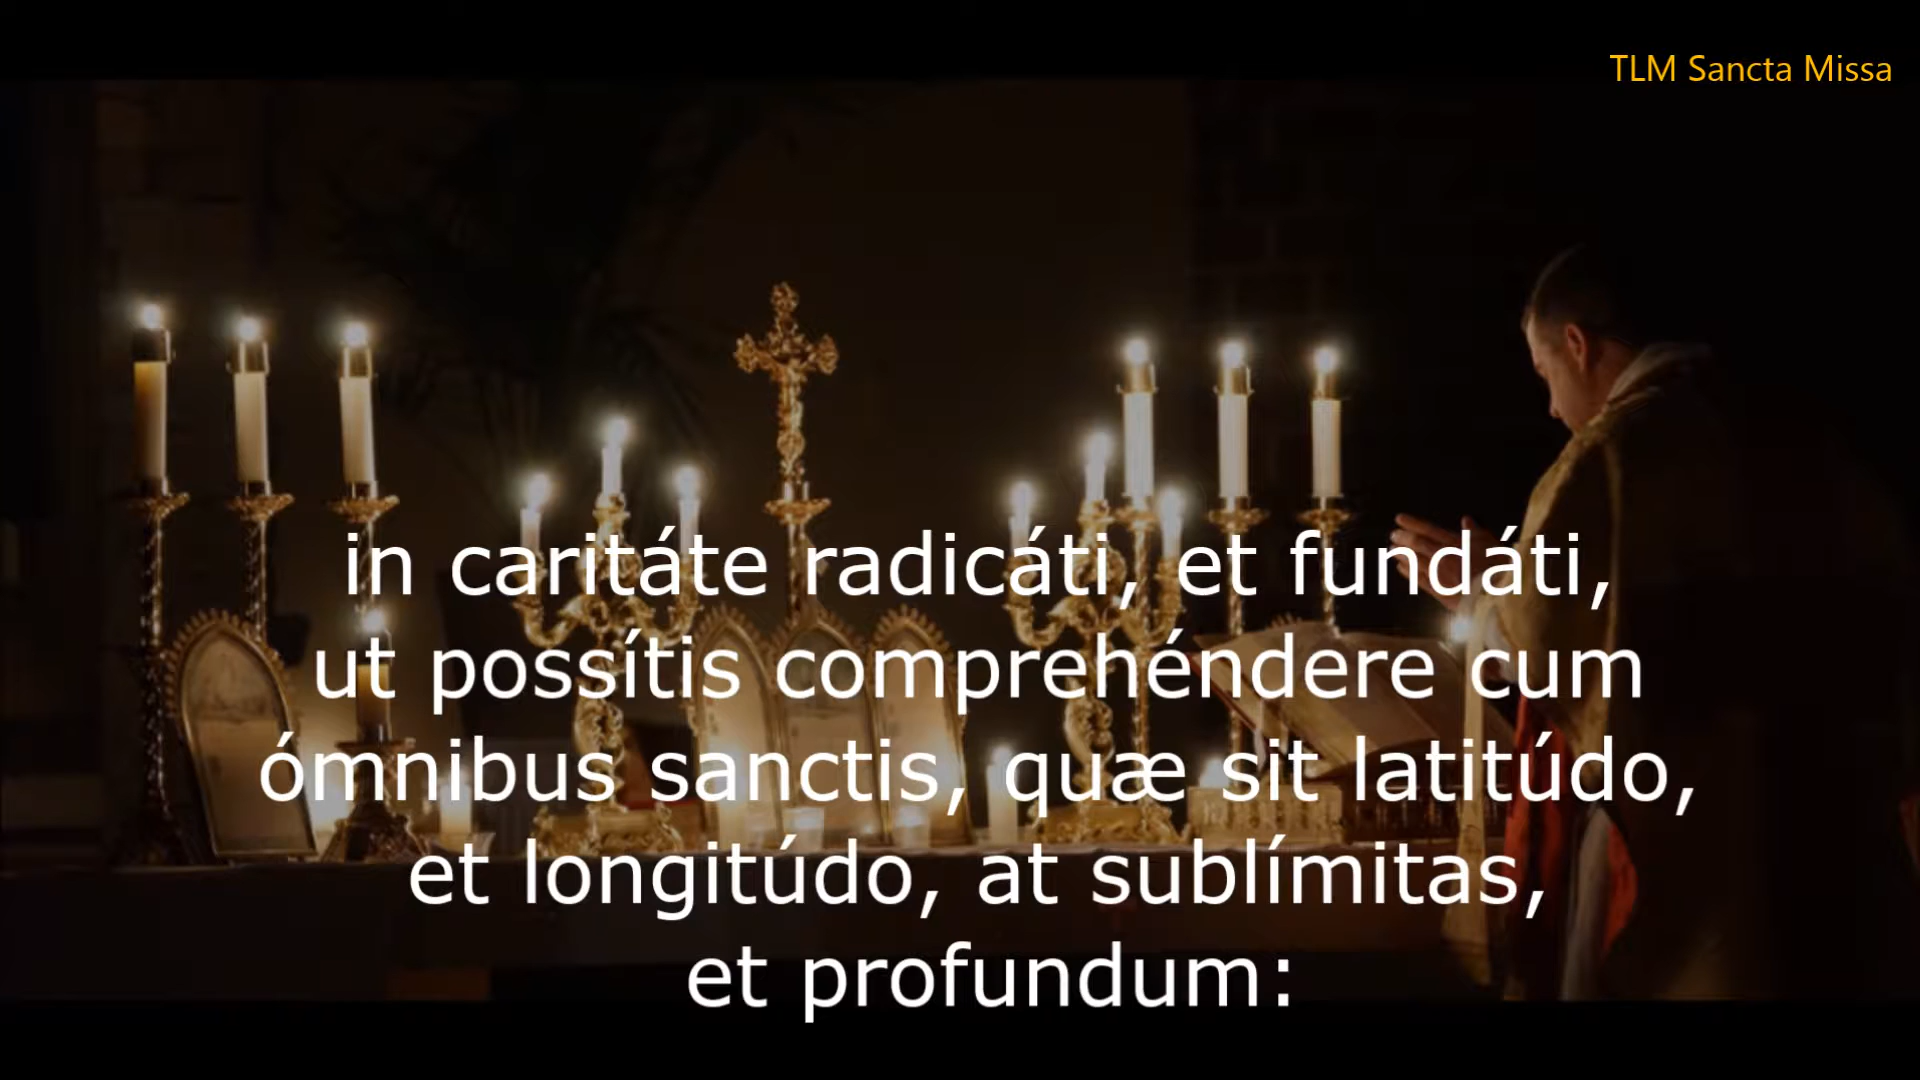 TLM Sancta Missa
in caritáte radicáti, et fundáti,
ut possítis comprehéndere cum
ómnibus sanctis, quæ sit latitúdo,
et longitúdo, at sublímitas,
et profundum: